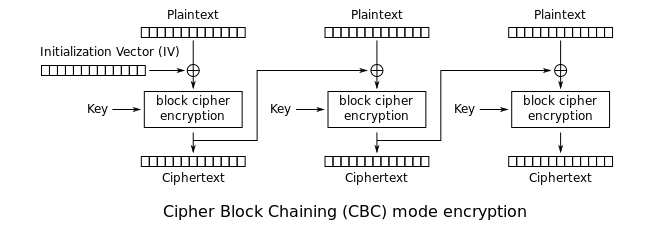 Plaintext
Plaintext
Plaintext
Initialization Vector (IV)
Key
block cipher
encryption
Key
block cipher
encryption
Key
block cipher
encryption
Ciphertext
Ciphertext
Ciphertext
Cipher Block Chaining (CBC) mode encryption